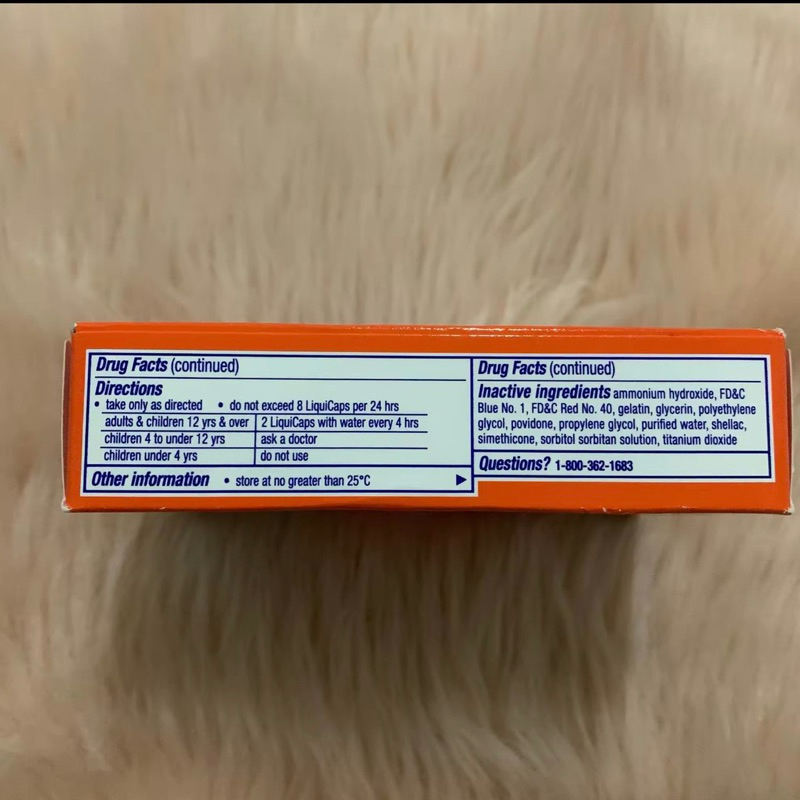 Drug Facts (continued)
Directions
• take only as directed • do not exceed 8 LiquiCaps per 24 hrs
adults & children 12 yrs & over 2 LiquiCaps with water every 4 hrs
children 4 to under 12 yrs ask a doctor
children under 4 yrs do not use
Other information • store at no greater than 25°C
Drug Facts (continued)
Inactive ingredients ammonium hydroxide, FD&C
Blue No. 1, FD&C Red No. 40, gelatin, glycerin, polyethylene
glycol, povidone, propylene glycol, purified water, shellac,
simethicone, sorbitol sorbitan solution, titanium dioxide
Questions? 1-800-362-1683